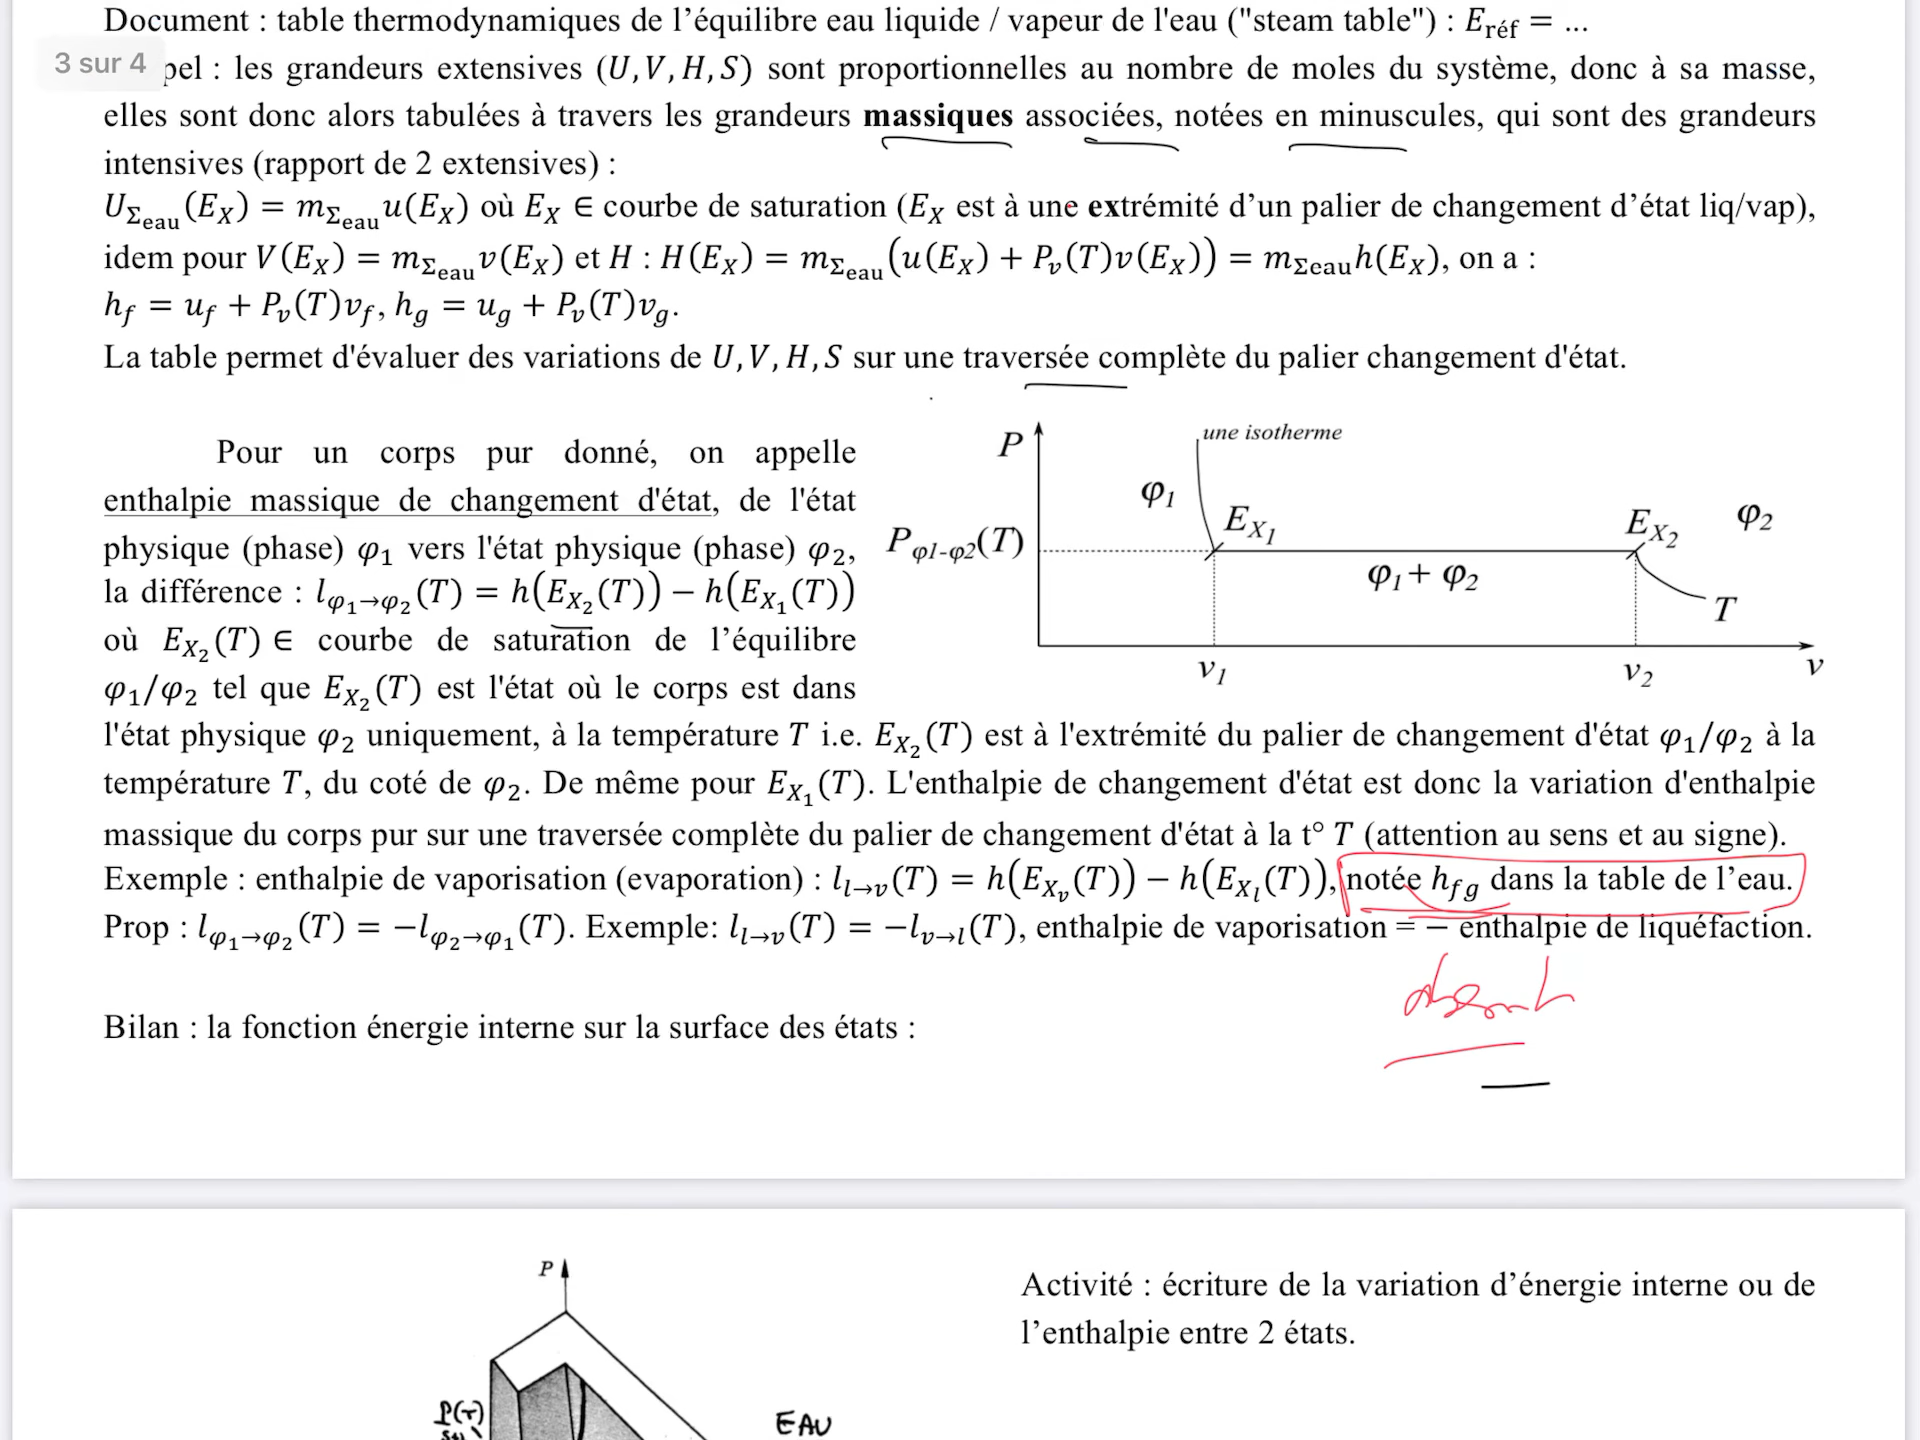 Document : table thermodynamiques de l’équilibre eau liquide / vapeur de l'eau ("steam table") : E_réf = ...
3 sur 4
pel : les grandeurs extensives (U, V, H, S) sont proportionnelles au nombre de moles du système, donc à sa masse,
elles sont donc alors tabulées à travers les grandeurs massiques associées, notées en minuscules, qui sont des grandeurs
intensives (rapport de 2 extensives) :
U_Σeau(E_X) = m_Σeau u(E_X) où E_X ∈ courbe de saturation (E_X est à une extrémité d’un palier de changement d’état liq/vap),
idem pour V(E_X) = m_Σeau v(E_X) et H : H(E_X) = m_Σeau(u(E_X) + P_v(T)v(E_X)) = m_Σeau h(E_X), on a :
h_f = u_f + P_v(T)v_f, h_g = u_g + P_v(T)v_g.
La table permet d'évaluer des variations de U, V, H, S sur une traversée complète du palier changement d'état.
Pour un corps pur donné, on appelle
enthalpie massique de changement d'état, de l'état
physique (phase) φ₁ vers l'état physique (phase) φ₂,
la différence : l_φ₁→φ₂(T) = h(E_X₂(T)) − h(E_X₁(T))
où E_X₂(T) ∈ courbe de saturation de l’équilibre
φ₁/φ₂ tel que E_X₂(T) est l'état où le corps est dans
P
une isotherme
φ₁
E_X₁
E_X₂
φ₂
P_φ1-φ2(T)
φ₁ + φ₂
T
v₁
v₂
v
l'état physique φ₂ uniquement, à la température T i.e. E_X₂(T) est à l'extrémité du palier de changement d'état φ₁/φ₂ à la
température T, du coté de φ₂. De même pour E_X₁(T). L'enthalpie de changement d'état est donc la variation d'enthalpie
massique du corps pur sur une traversée complète du palier de changement d'état à la t° T (attention au sens et au signe).
Exemple : enthalpie de vaporisation (evaporation) : l_l→v(T) = h(E_Xv(T)) − h(E_Xl(T)), notée h_fg dans la table de l’eau.
Prop : l_φ₁→φ₂(T) = −l_φ₂→φ₁(T). Exemple: l_l→v(T) = −l_v→l(T), enthalpie de vaporisation = − enthalpie de liquéfaction.
Bilan : la fonction énergie interne sur la surface des états :
P
Activité : écriture de la variation d’énergie interne ou de
l’enthalpie entre 2 états.
P(T)
EAU